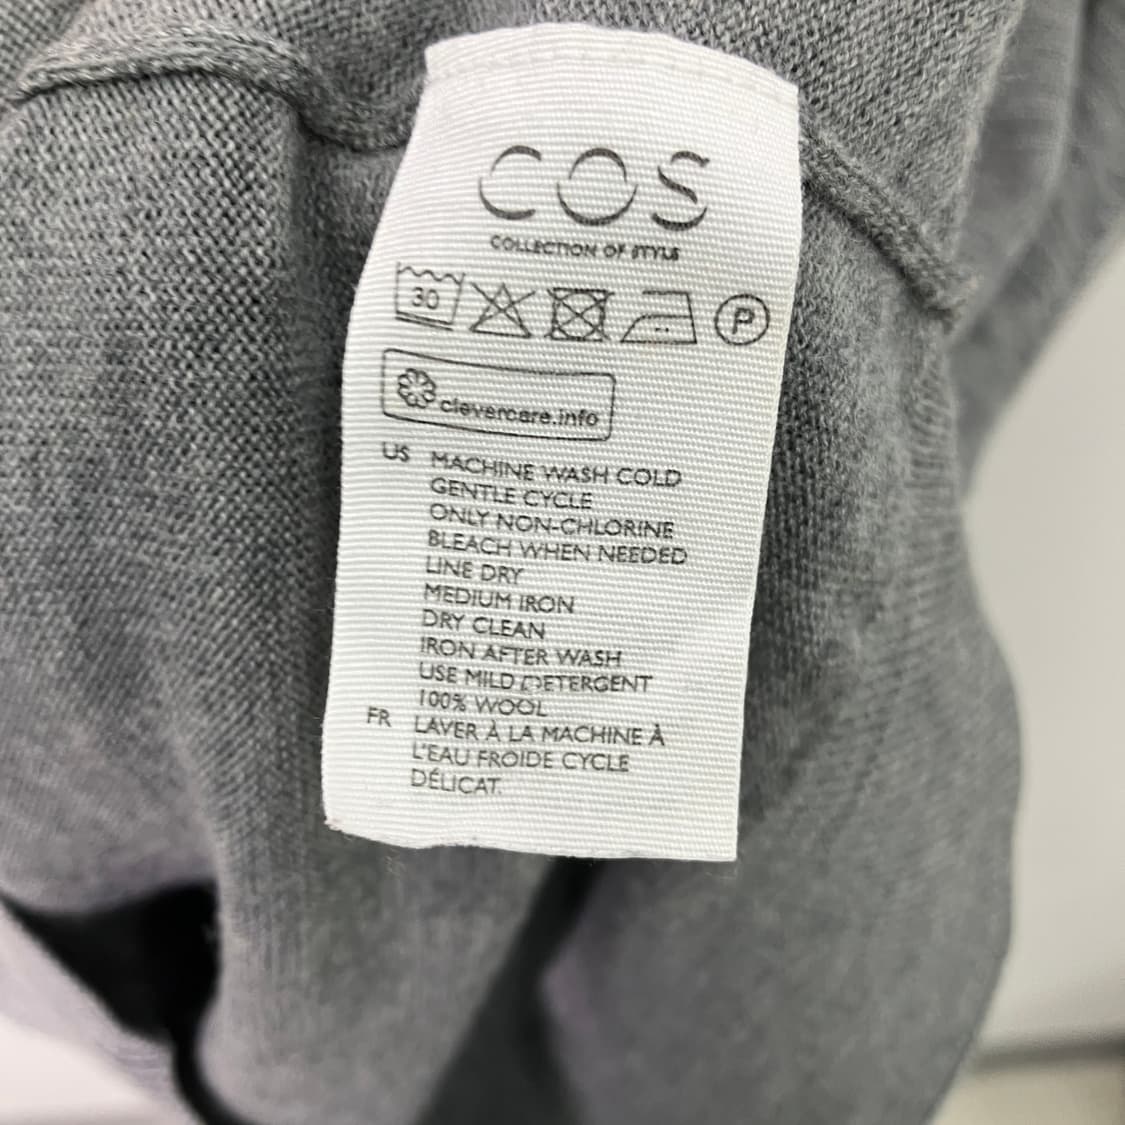 COS
COLLECTION OF STYLE
30
P
clevercare.info
US MACHINE WASH COLD
GENTLE CYCLE
ONLY NON-CHLORINE
BLEACH WHEN NEEDED
LINE DRY
MEDIUM IRON
DRY CLEAN
IRON AFTER WASH
USE MILD DETERGENT
100% WOOL
FR LAVER À LA MACHINE À
L'EAU FROIDE CYCLE
DÉLICAT.